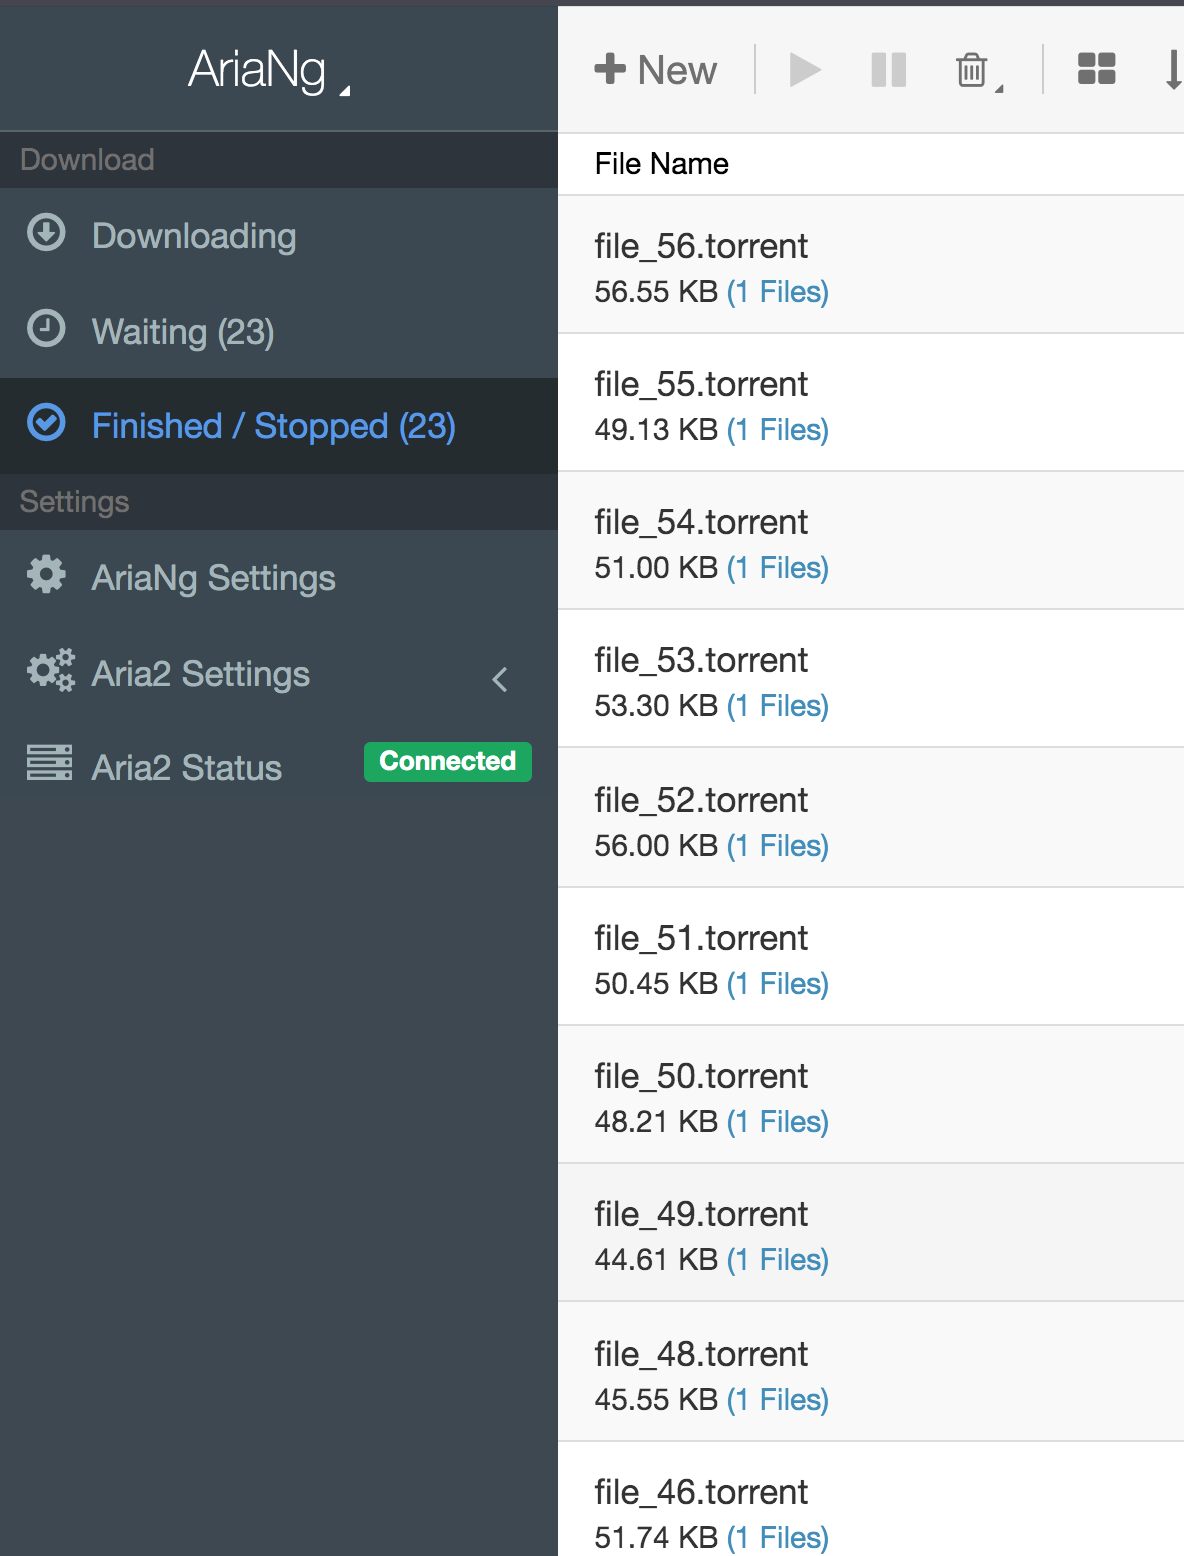 AriaNg
Download
Downloading
Waiting (23)
Finished / Stopped (23)
Settings
AriaNg Settings
Aria2 Settings
Aria2 Status
Connected
New
File Name
file_56.torrent
56.55 KB (1 Files)
file_55.torrent
49.13 KB (1 Files)
file_54.torrent
51.00 KB (1 Files)
file_53.torrent
53.30 KB (1 Files)
file_52.torrent
56.00 KB (1 Files)
file_51.torrent
50.45 KB (1 Files)
file_50.torrent
48.21 KB (1 Files)
file_49.torrent
44.61 KB (1 Files)
file_48.torrent
45.55 KB (1 Files)
file_46.torrent
51.74 KB (1 Files)